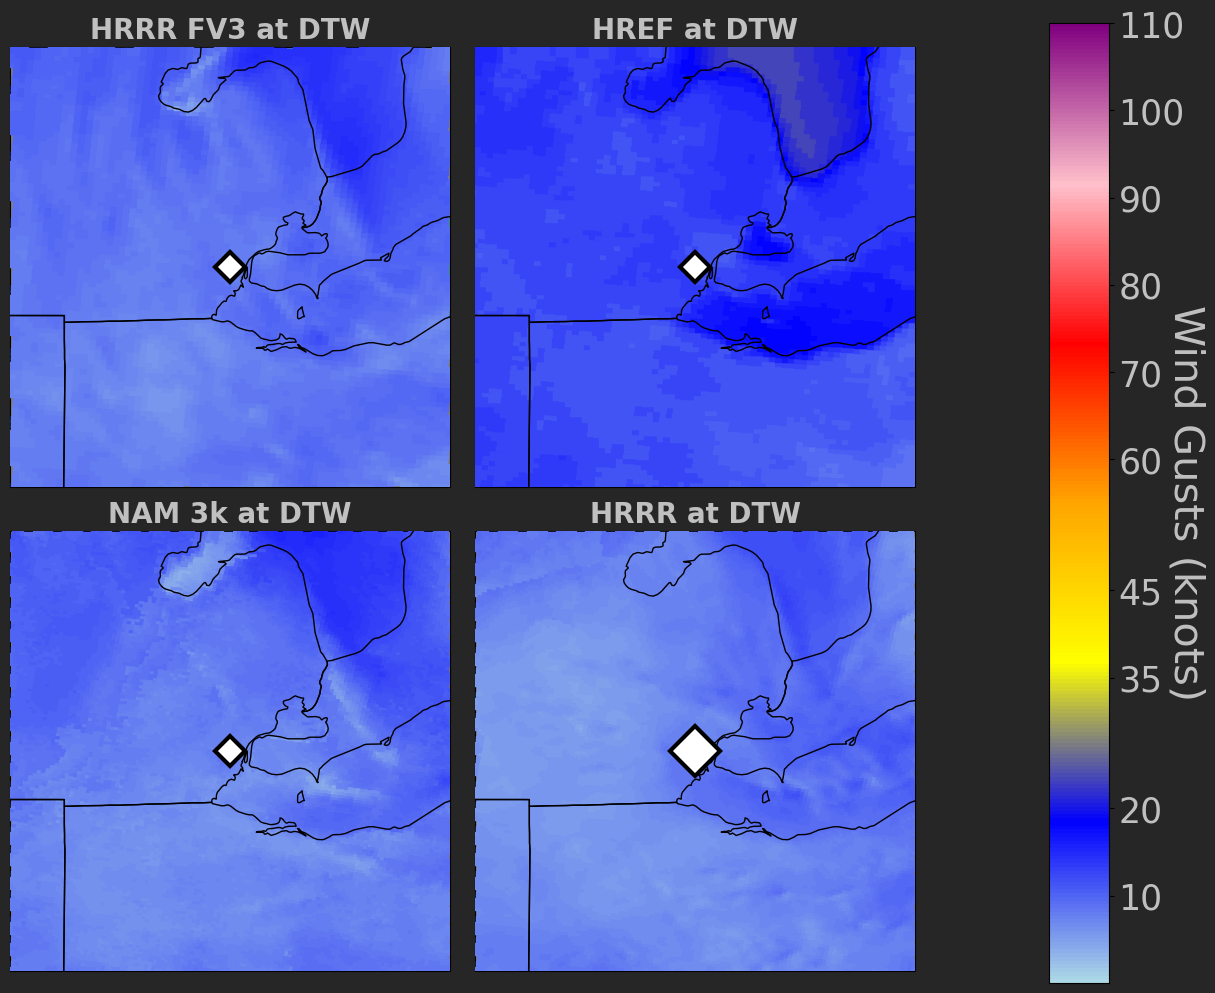 HRRR FV3 at DTW
HREF at DTW
NAM 3k at DTW
HRRR at DTW
110
100
90
80
70
60
45
35
20
10
Wind Gusts (knots)